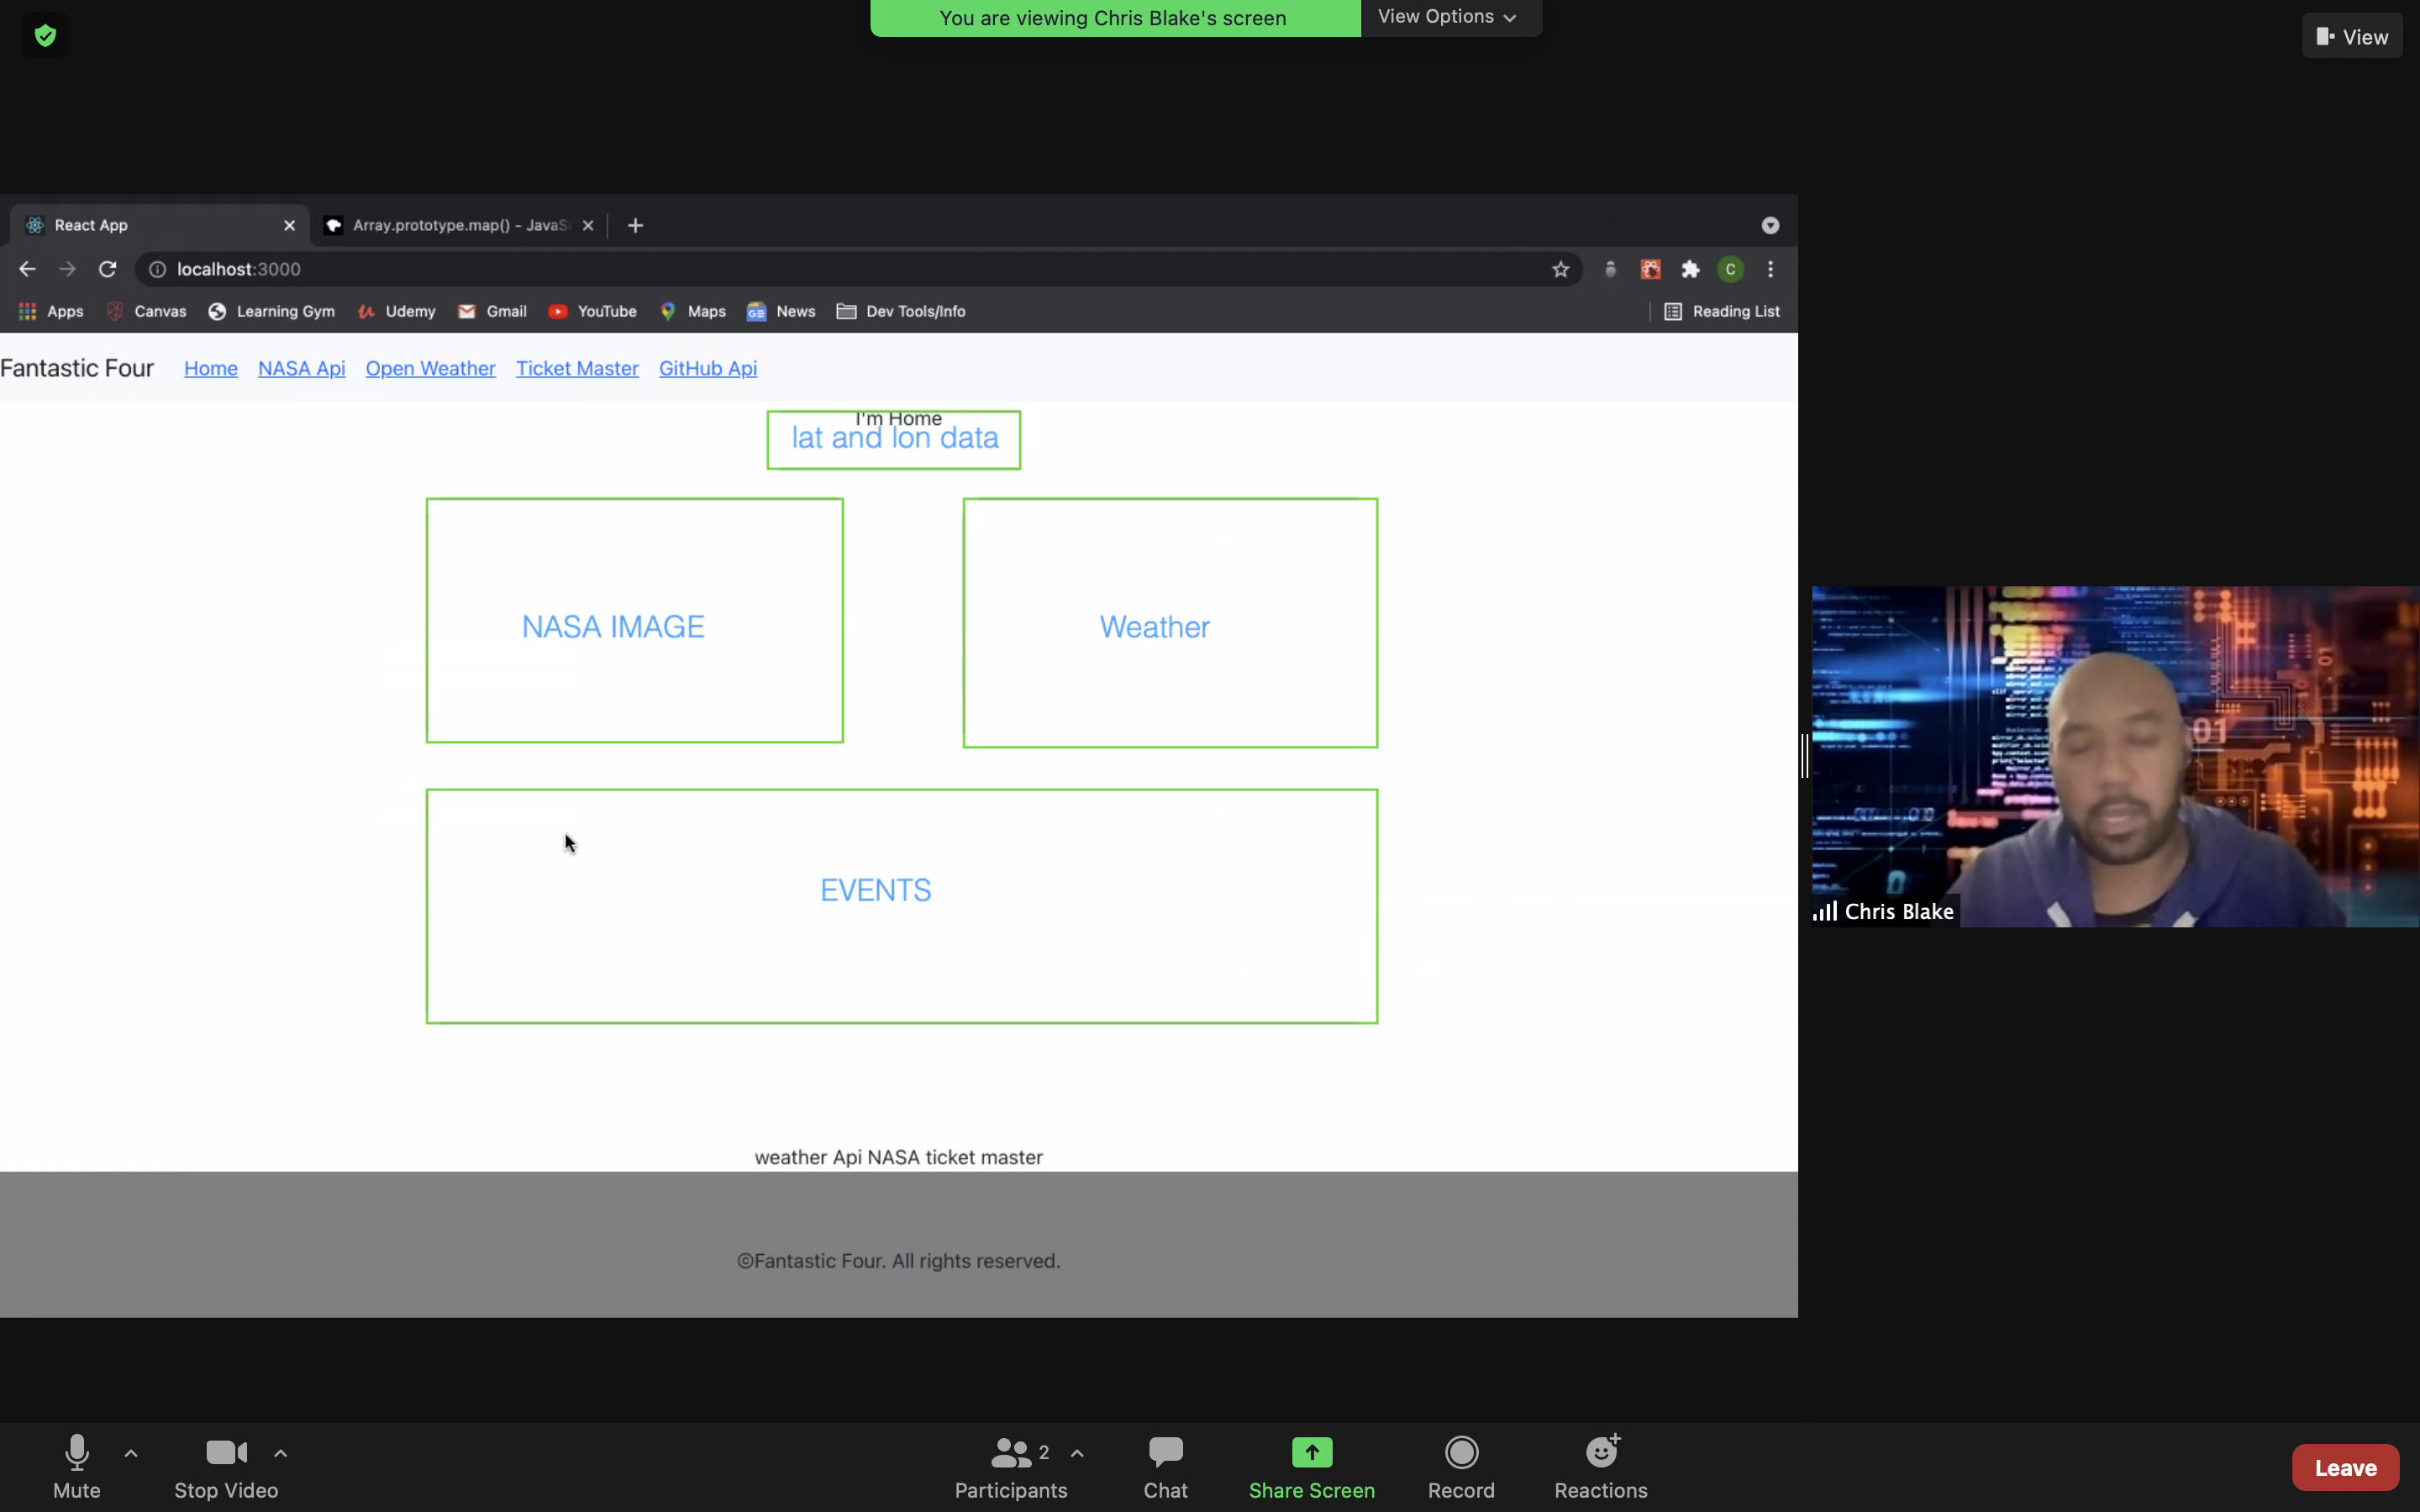 You are viewing Chris Blake's screen View Options
View
React App Array.prototype.map() - JavaS
localhost:3000 C
Apps Canvas Learning Gym Udemy Gmail YouTube Maps News Dev Tools/Info Reading List
Fantastic Four Home NASA Api Open Weather Ticket Master GitHub Api
I'm Home
lat and lon data
NASA IMAGE Weather
EVENTS
01
Chris Blake
weather Api NASA ticket master
©Fantastic Four. All rights reserved.
2
Mute Stop Video Participants Chat Share Screen Record Reactions Leave